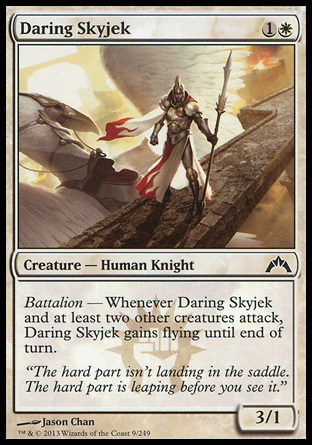 Daring Skyjek 1
Creature — Human Knight
Battalion — Whenever Daring Skyjek
and at least two other creatures attack,
Daring Skyjek gains flying until end
of turn.
"The hard part isn't landing in the saddle.
The hard part is leaping before you see it."
3/1
Jason Chan
™ & © 2013 Wizards of the Coast 9/249